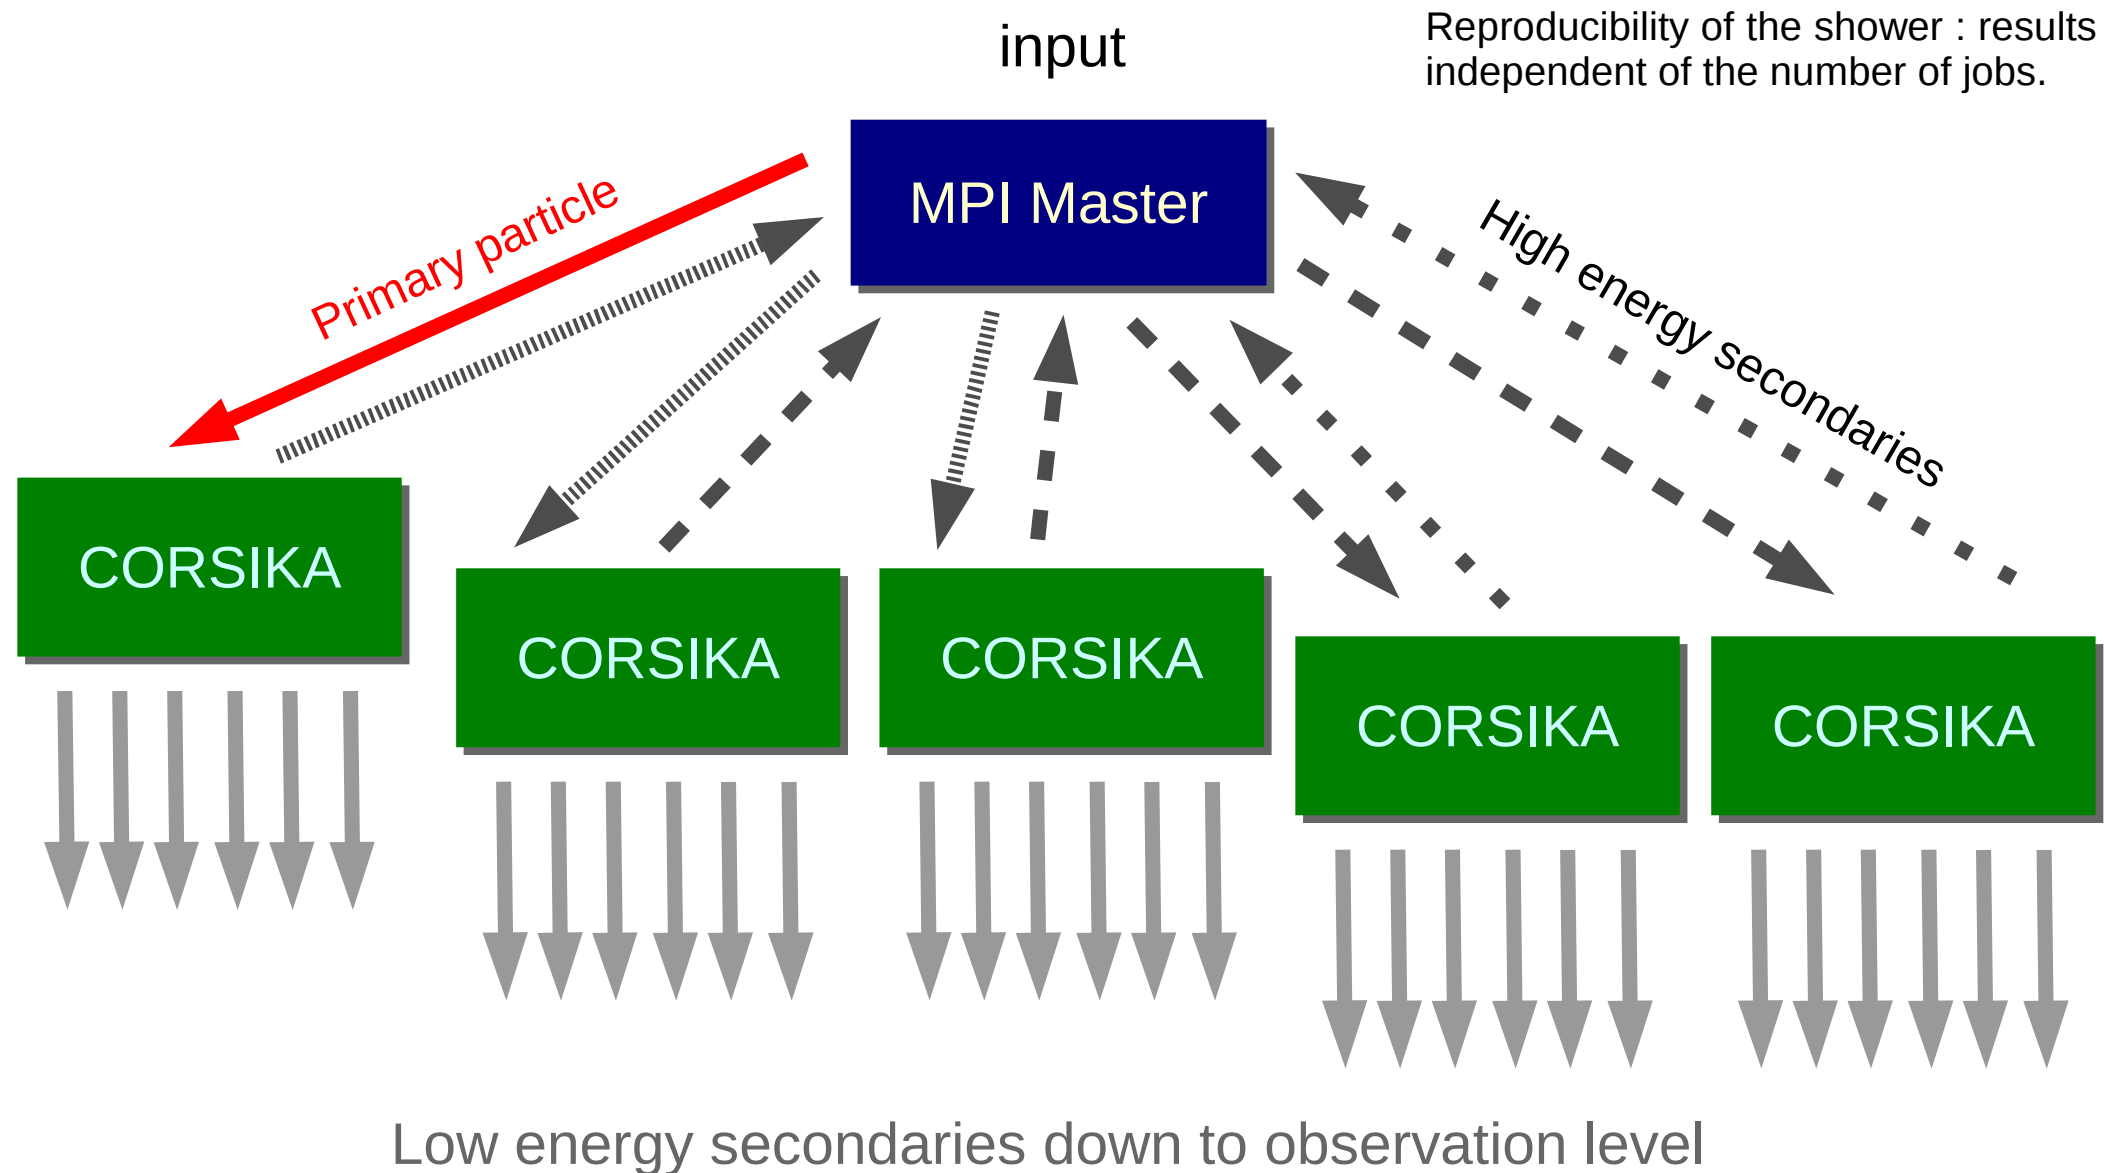 input
Reproducibility of the shower : results
independent of the number of jobs.
MPI Master
Primary particle
High energy secondaries
CORSIKA
CORSIKA
CORSIKA
CORSIKA
CORSIKA
Low energy secondaries down to observation level